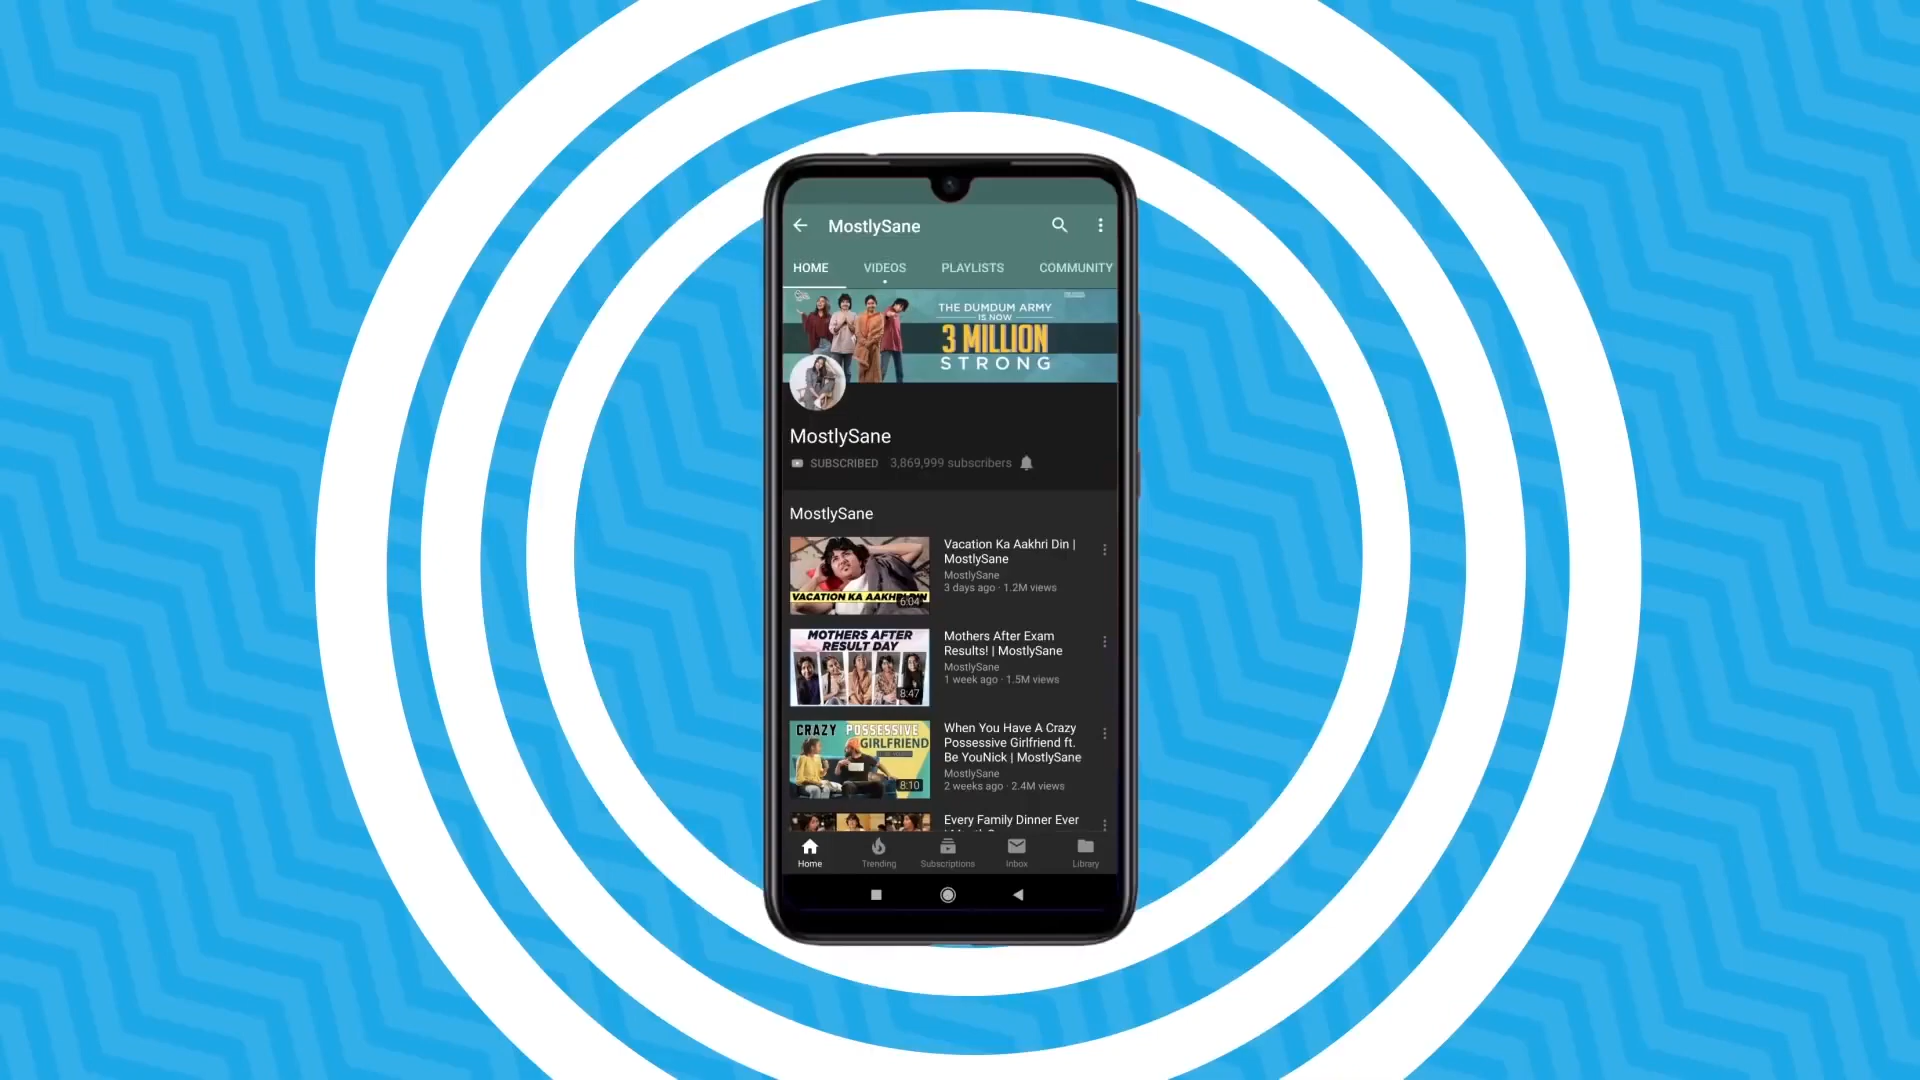 MostlySane
HOME VIDEOS PLAYLISTS COMMUNITY
THE DUMDUM ARMY
IS NOW
3 MILLION
STRONG
MostlySane
SUBSCRIBED 3,869,999 subscribers
MostlySane
VACATION KA AAKHRI DIN
6:04
Vacation Ka Aakhri Din |
MostlySane
MostlySane
3 days ago · 1.2M views
MOTHERS AFTER
RESULT DAY
8:47
Mothers After Exam
Results! | MostlySane
MostlySane
1 week ago · 1.5M views
CRAZY POSSESSIVE
GIRLFRIEND
8:10
When You Have A Crazy
Possessive Girlfriend ft.
Be YouNick | MostlySane
MostlySane
2 weeks ago · 2.4M views
Every Family Dinner Ever
Home Trending Subscriptions Inbox Library